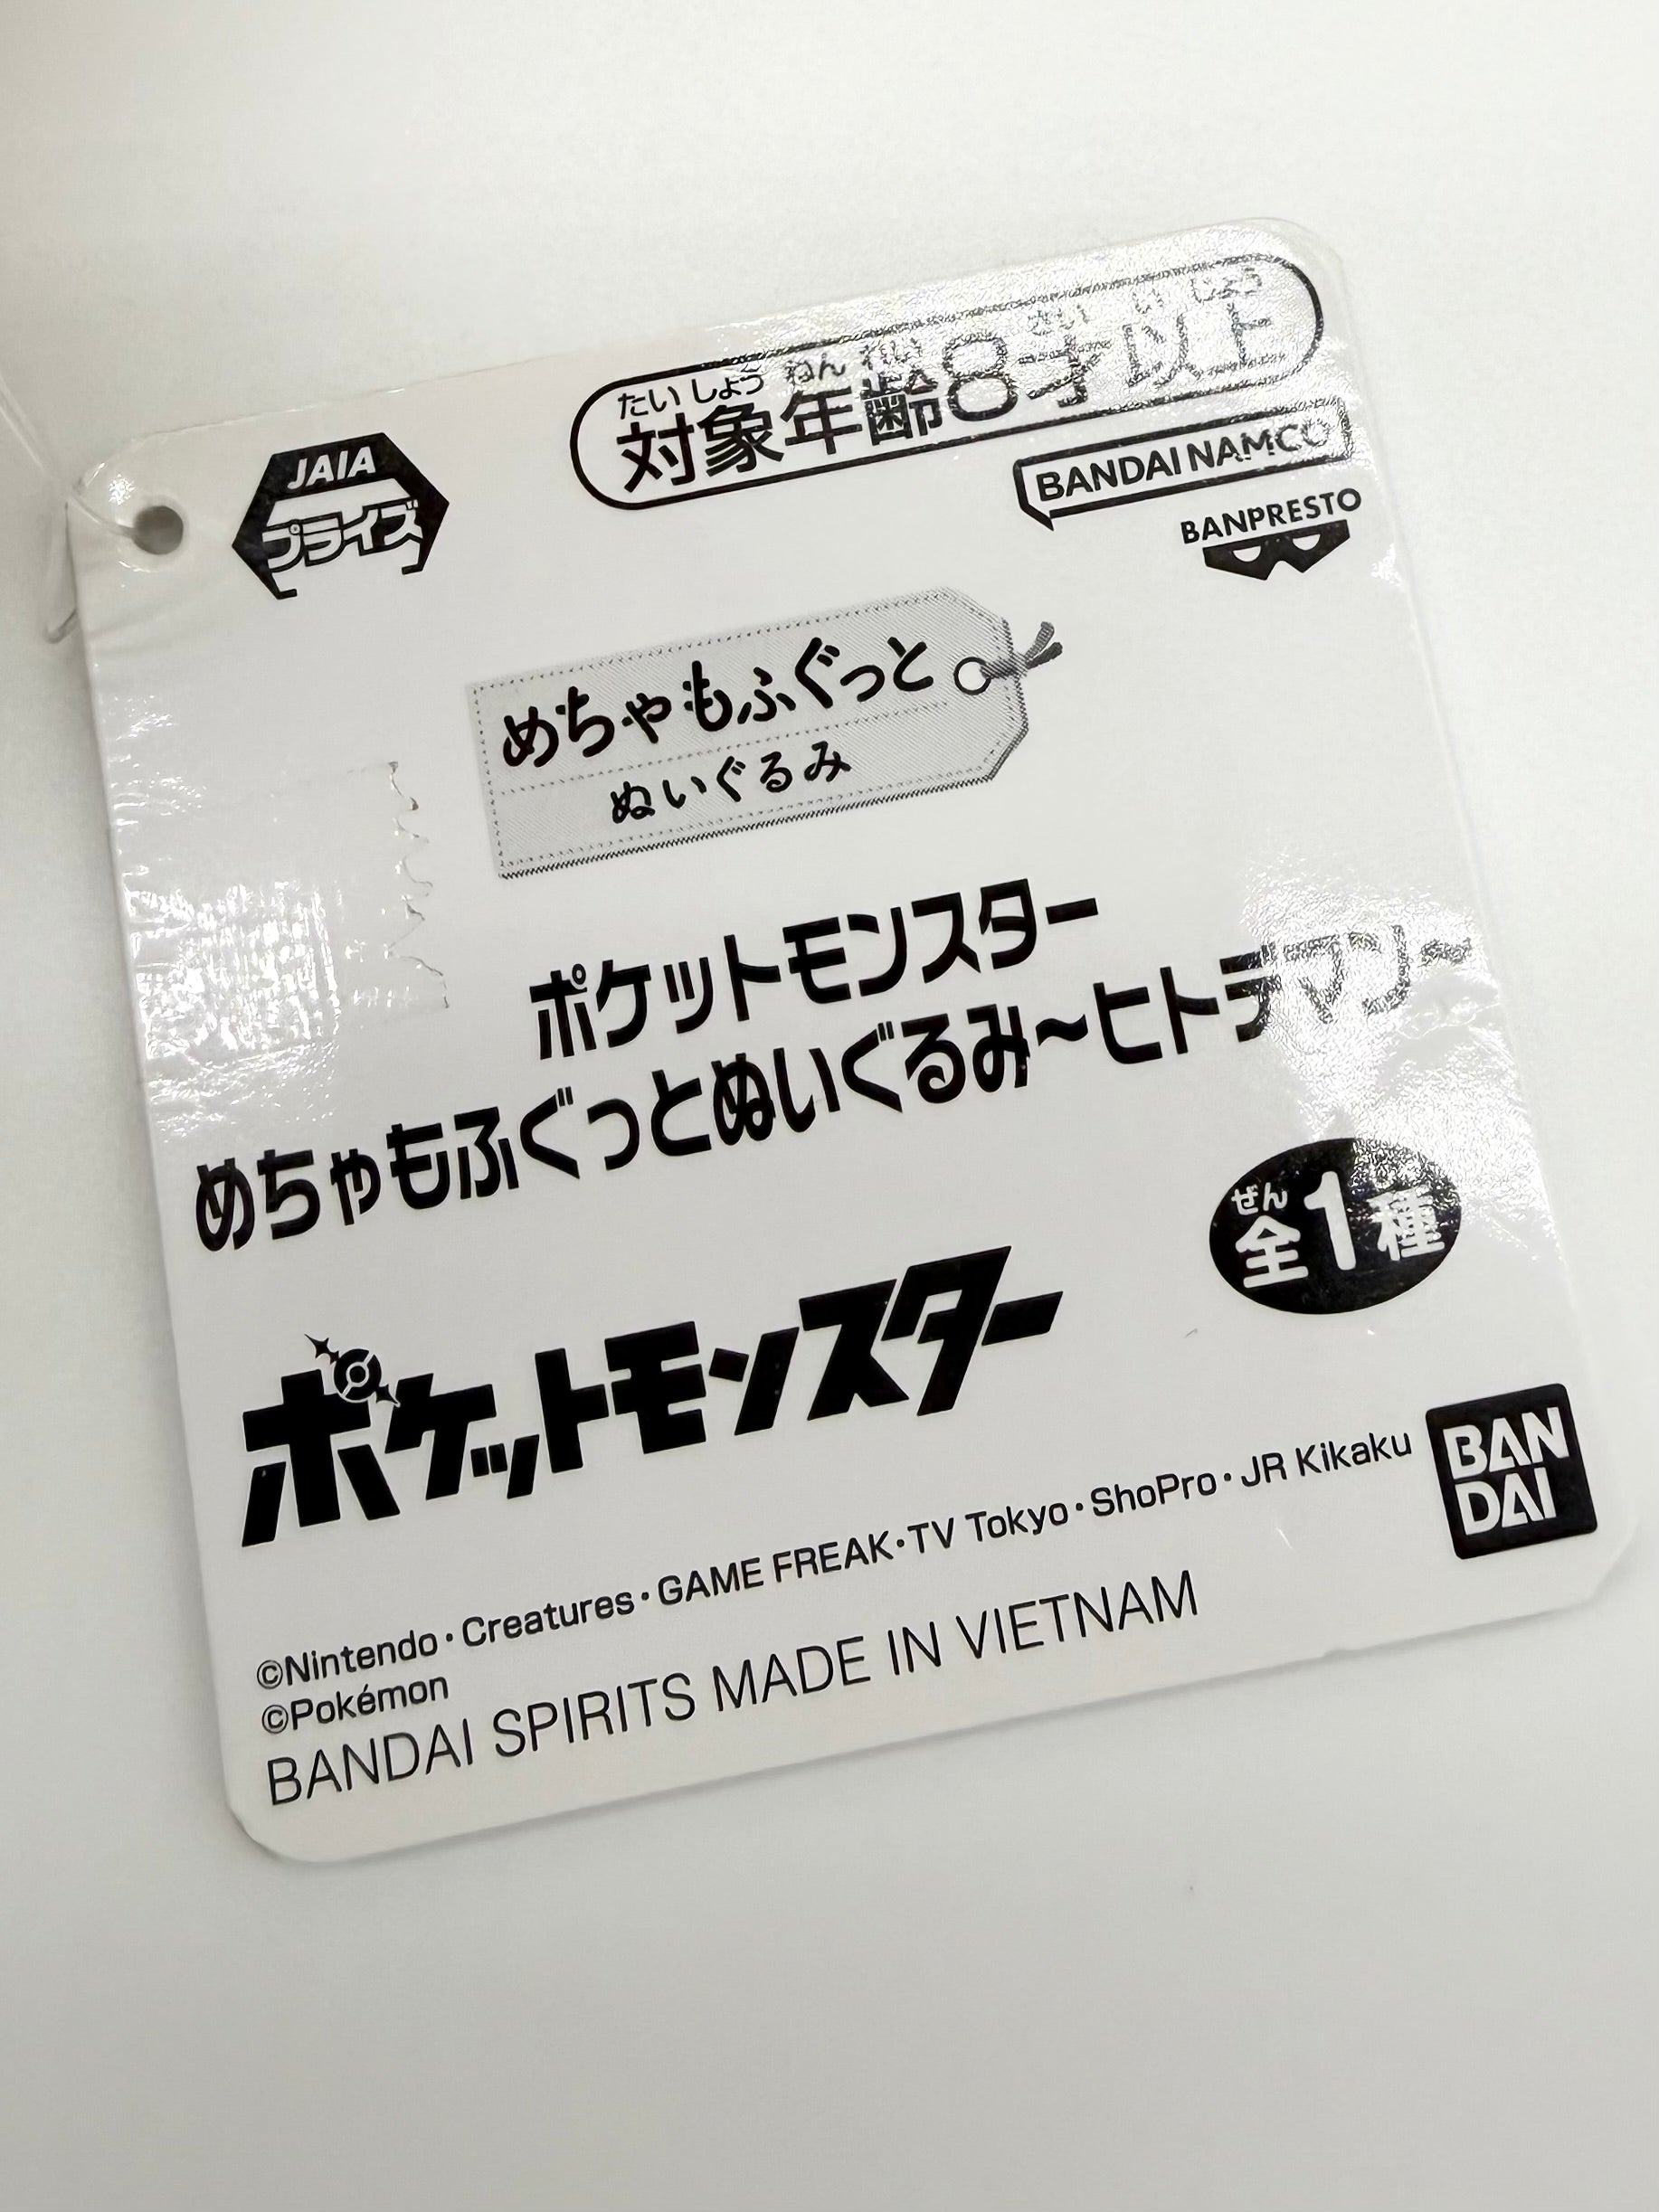 たいしょうねんれい さい いじょう
対象年齢8才以上
JAIA
プライズ
BANDAI NAMCO
BANPRESTO
めちゃもふぐっと
ぬいぐるみ
ポケットモンスター
めちゃもふぐっとぬいぐるみ～ヒトデマン～
ぜん
全1種
ポケットモンスター
BAN
DAI
©Nintendo・Creatures・GAME FREAK・TV Tokyo・ShoPro・JR Kikaku
©Pokémon
BANDAI SPIRITS MADE IN VIETNAM